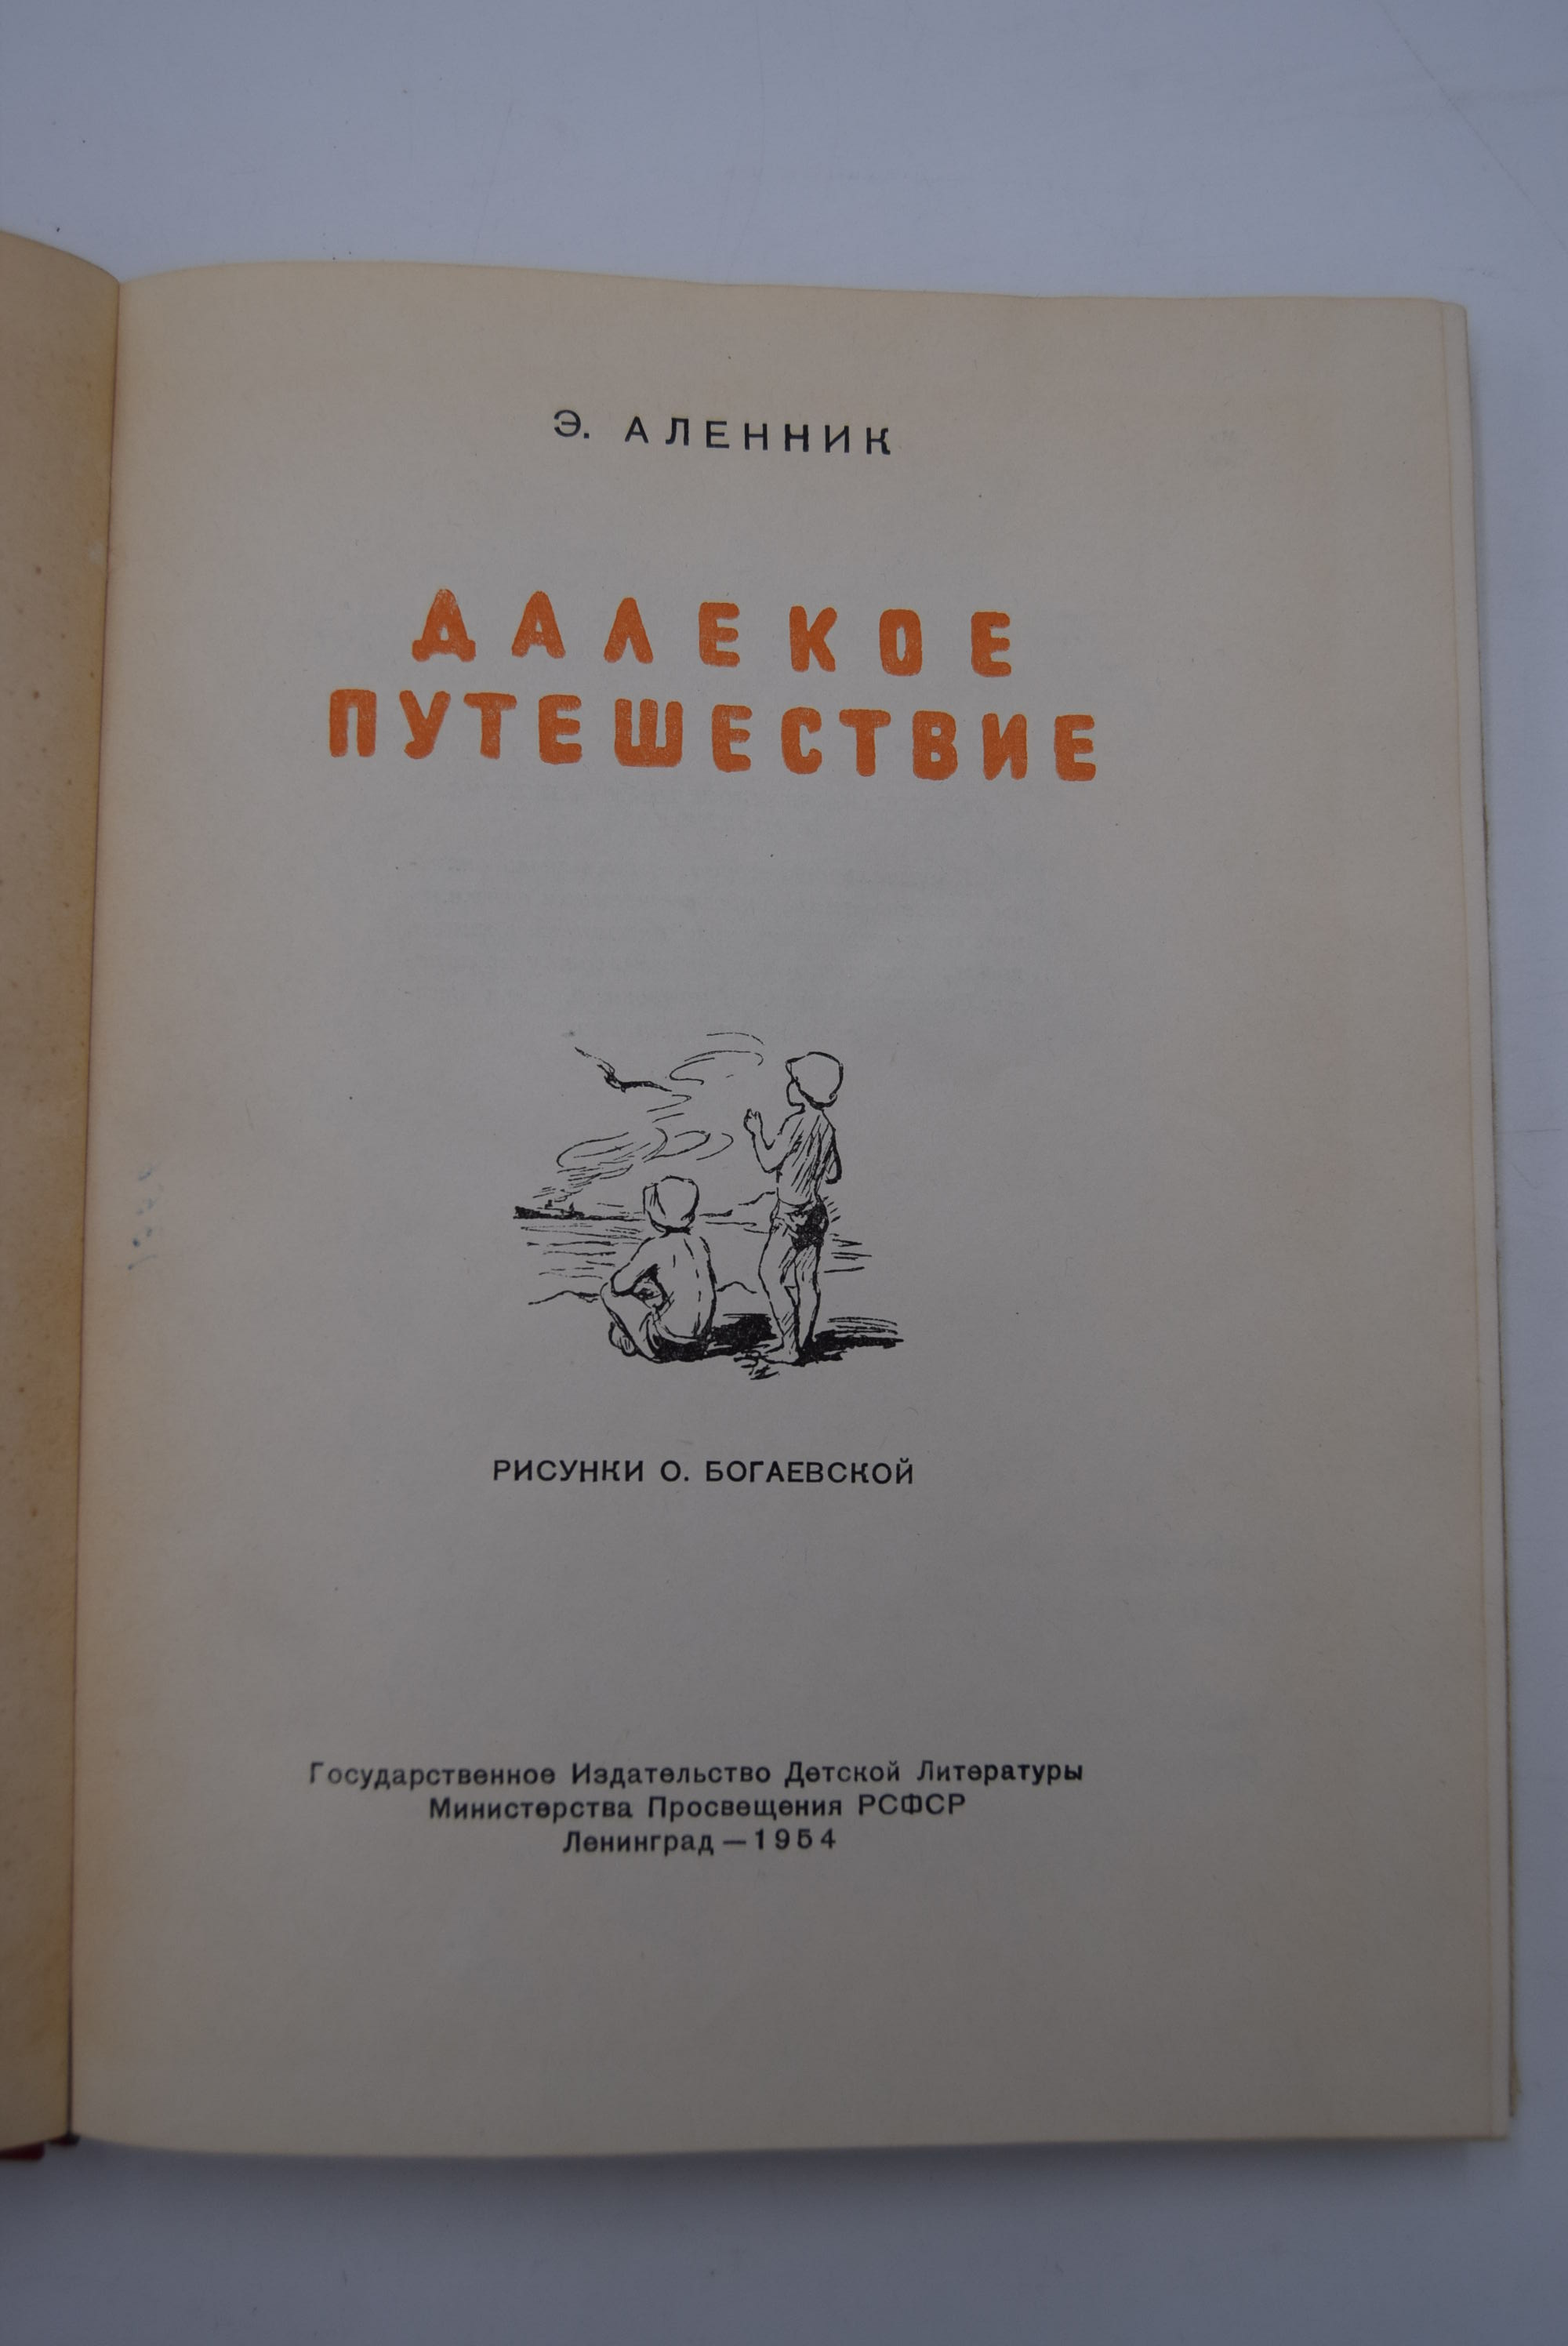 Э. АЛЕННИК
ДАЛЕКОЕ
ПУТЕШЕСТВИЕ
РИСУНКИ О. БОГАЕВСКОЙ
Государственное Издательство Детской Литературы
Министерства Просвещения РСФСР
Ленинград — 1954